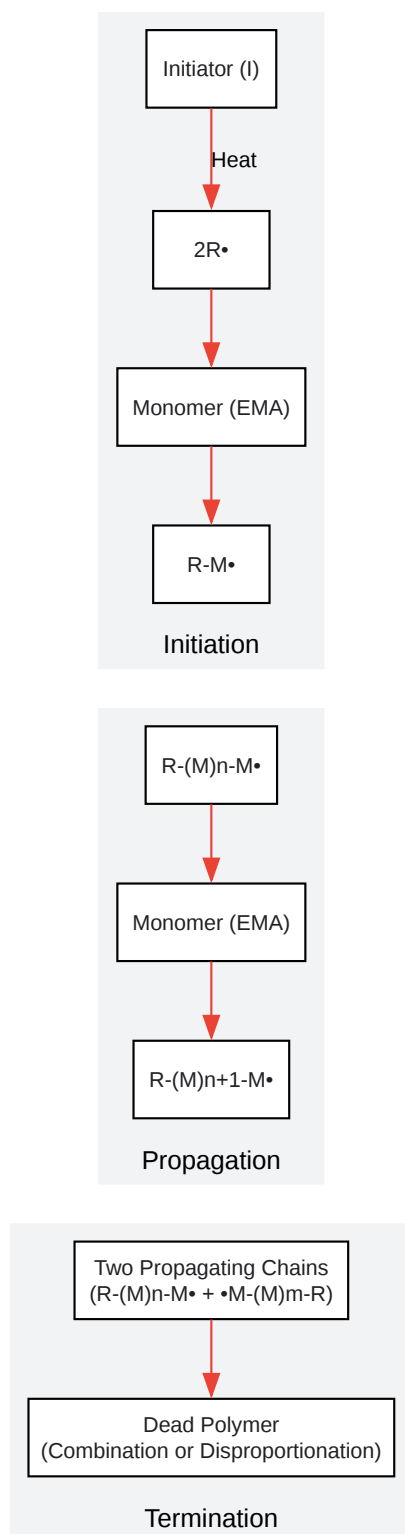 Initiator (I)
Heat
2R•
Monomer (EMA)
R-M•
Initiation
R-(M)n-M•
Monomer (EMA)
R-(M)n+1-M•
Propagation
Two Propagating Chains
(R-(M)n-M• + •M-(M)m-R)
Dead Polymer
(Combination or Disproportionation)
Termination